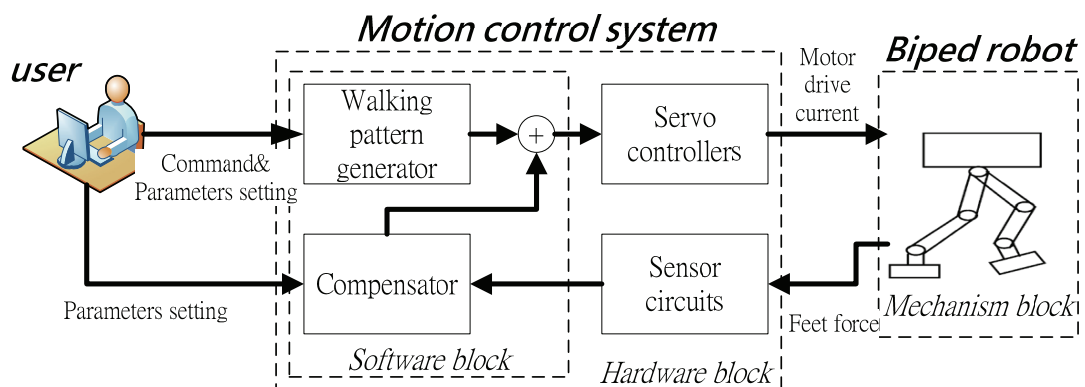 Motion control system
Biped robot
user
Motor
drive
current
Walking
pattern
generator
+
Servo
controllers
Command&
Parameters setting
Compensator
Sensor
circuits
Parameters setting
Feet force
Mechanism block
Software block
Hardware block